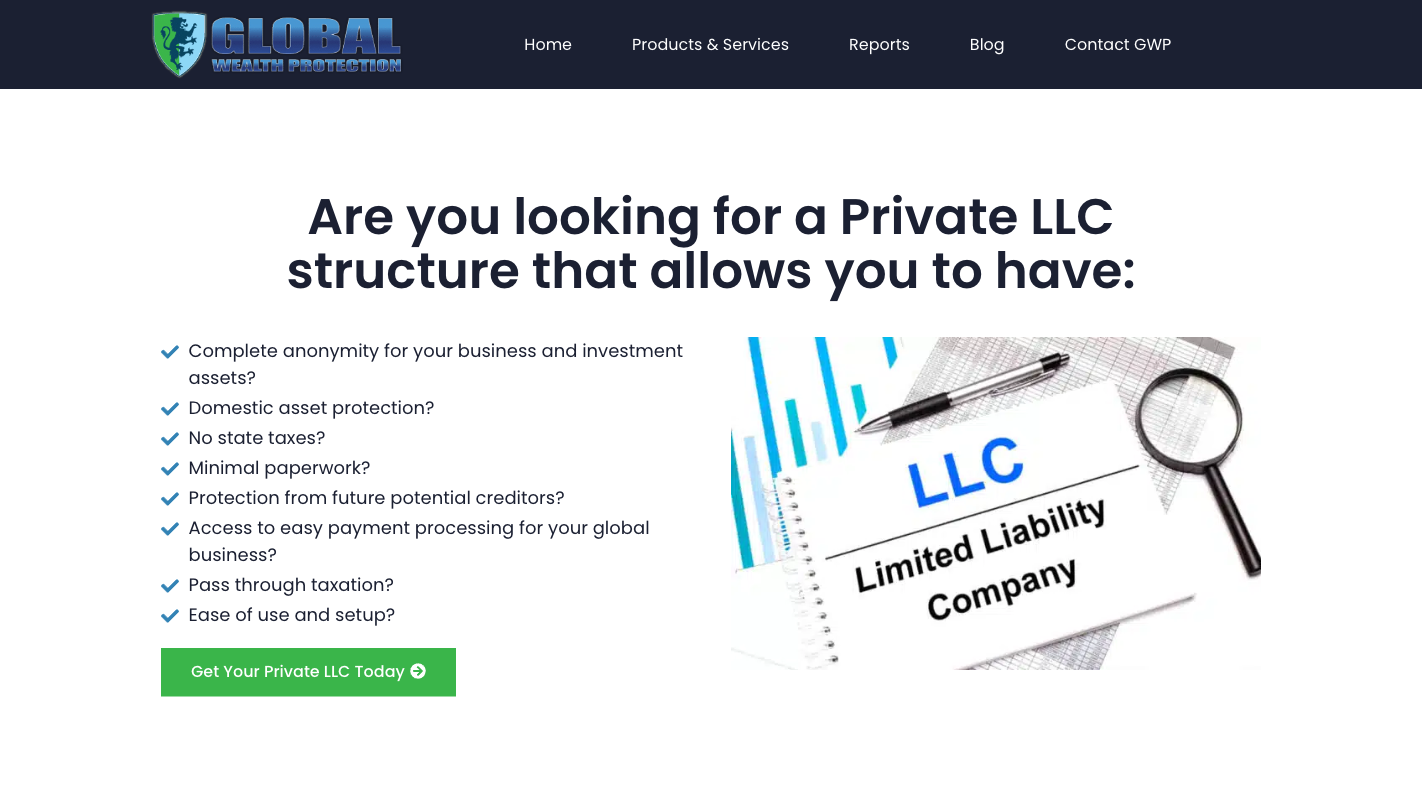 GLOBAL
WEALTH PROTECTION
Home
Products & Services
Reports
Blog
Contact GWP
Are you looking for a Private LLC
structure that allows you to have:
Complete anonymity for your business and investment
assets?
Domestic asset protection?
No state taxes?
Minimal paperwork?
Protection from future potential creditors?
Access to easy payment processing for your global
business?
Pass through taxation?
Ease of use and setup?
Get Your Private LLC Today
LLC
Limited Liability
Company